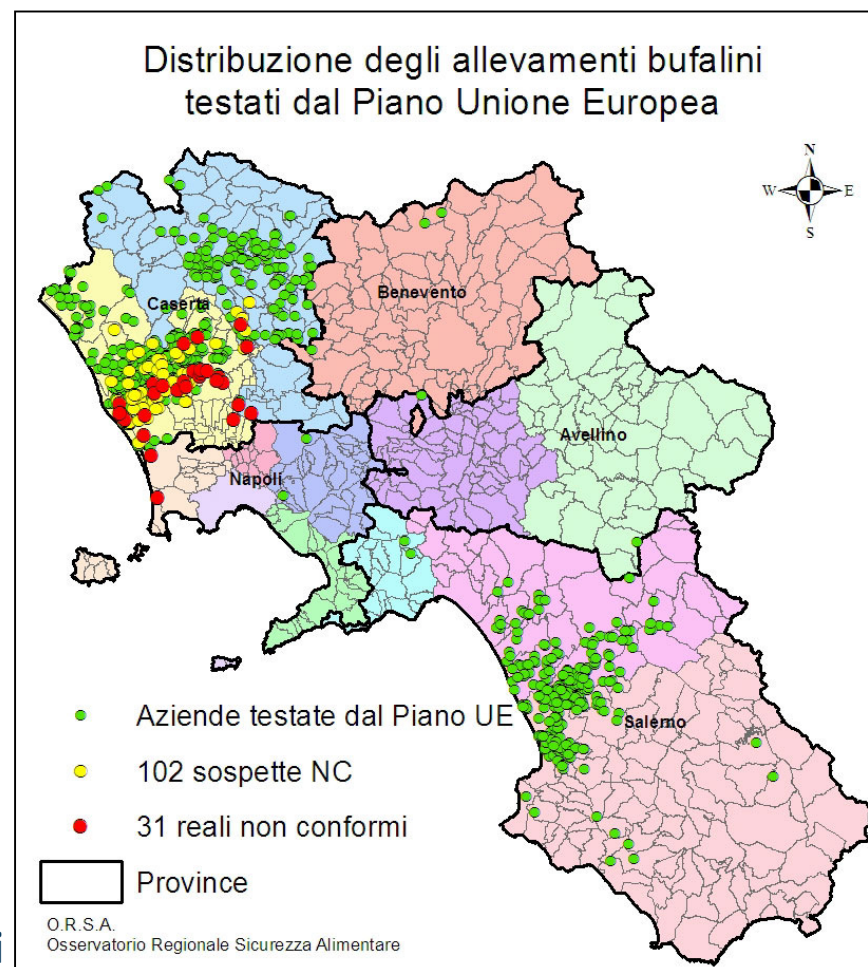 Distribuzione degli allevamenti bufalini
testati dal Piano Unione Europea
N
W E
S
Caserta
Benevento
Avellino
Napoli
Salerno
Aziende testate dal Piano UE
102 sospette NC
31 reali non conformi
Province
O.R.S.A.
Osservatorio Regionale Sicurezza Alimentare
i